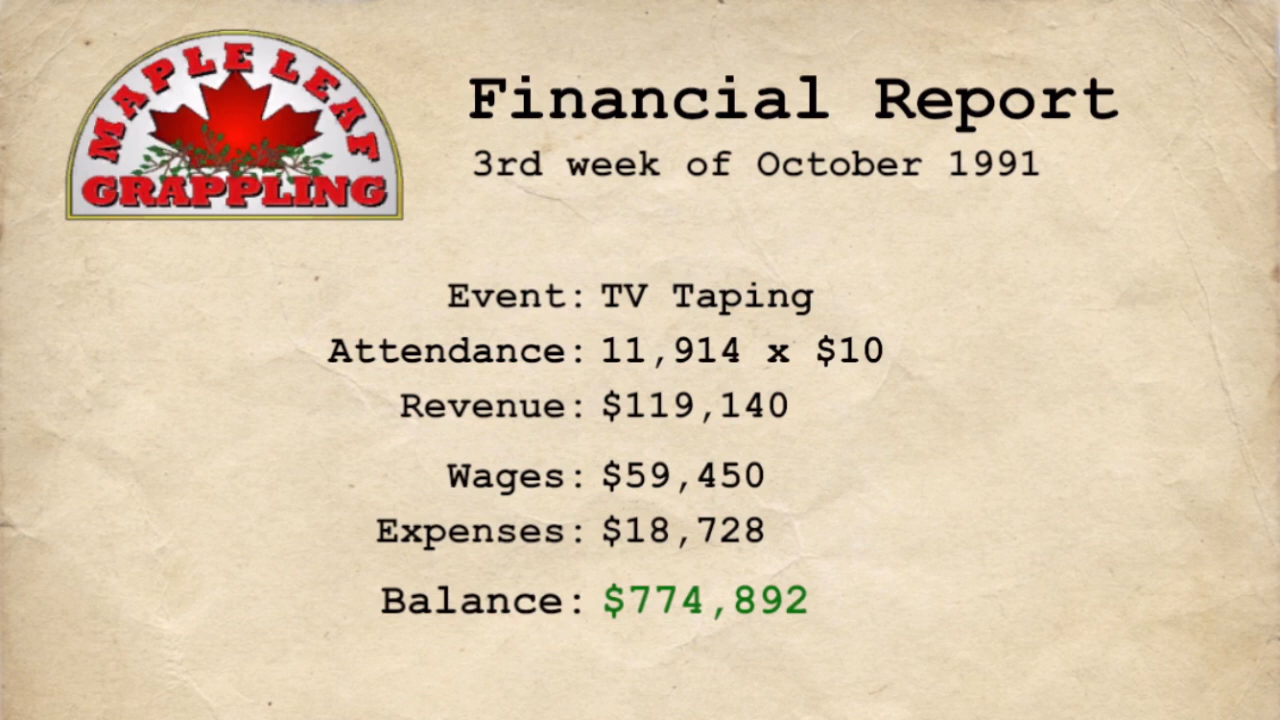 MAPLE LEAF
GRAPPLING
Financial Report
3rd week of October 1991
Event: TV Taping
Attendance: 11,914 x $10
Revenue: $119,140
Wages: $59,450
Expenses: $18,728
Balance: $774,892